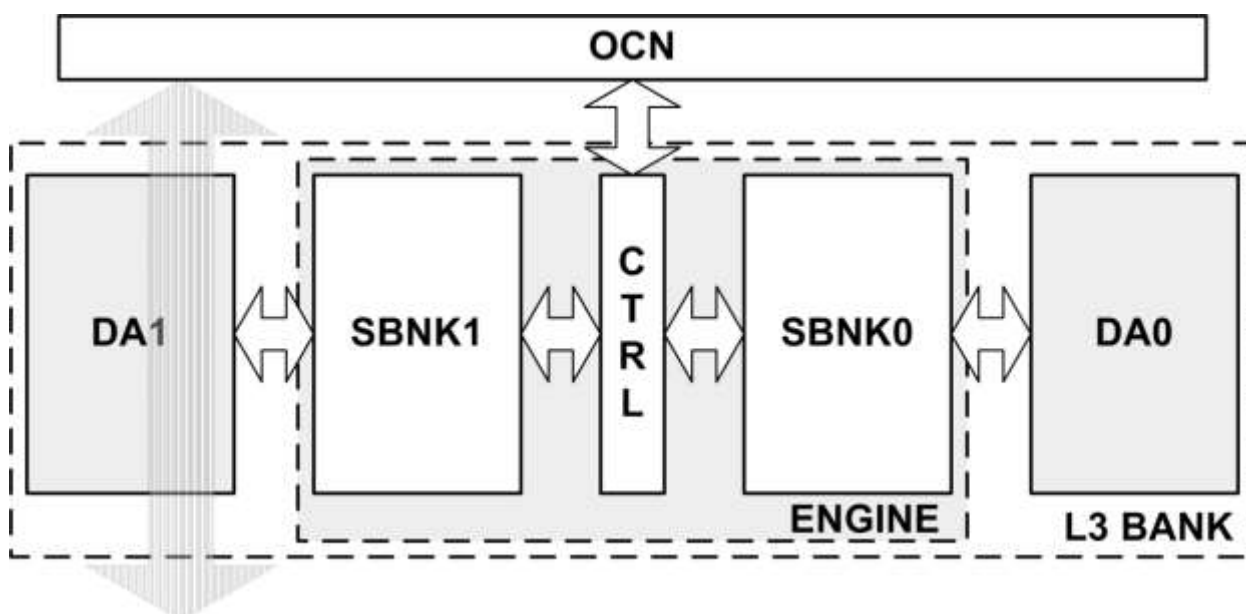 OCN
DA1
SBNK1
C
T
R
L
SBNK0
DA0
ENGINE
L3 BANK